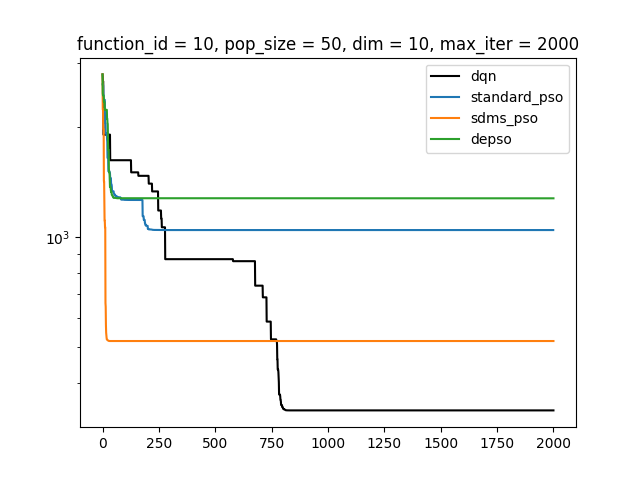 function_id = 10, pop_size = 50, dim = 10, max_iter = 2000
dqn
standard_pso
sdms_pso
depso
10^3
0 250 500 750 1000 1250 1500 1750 2000